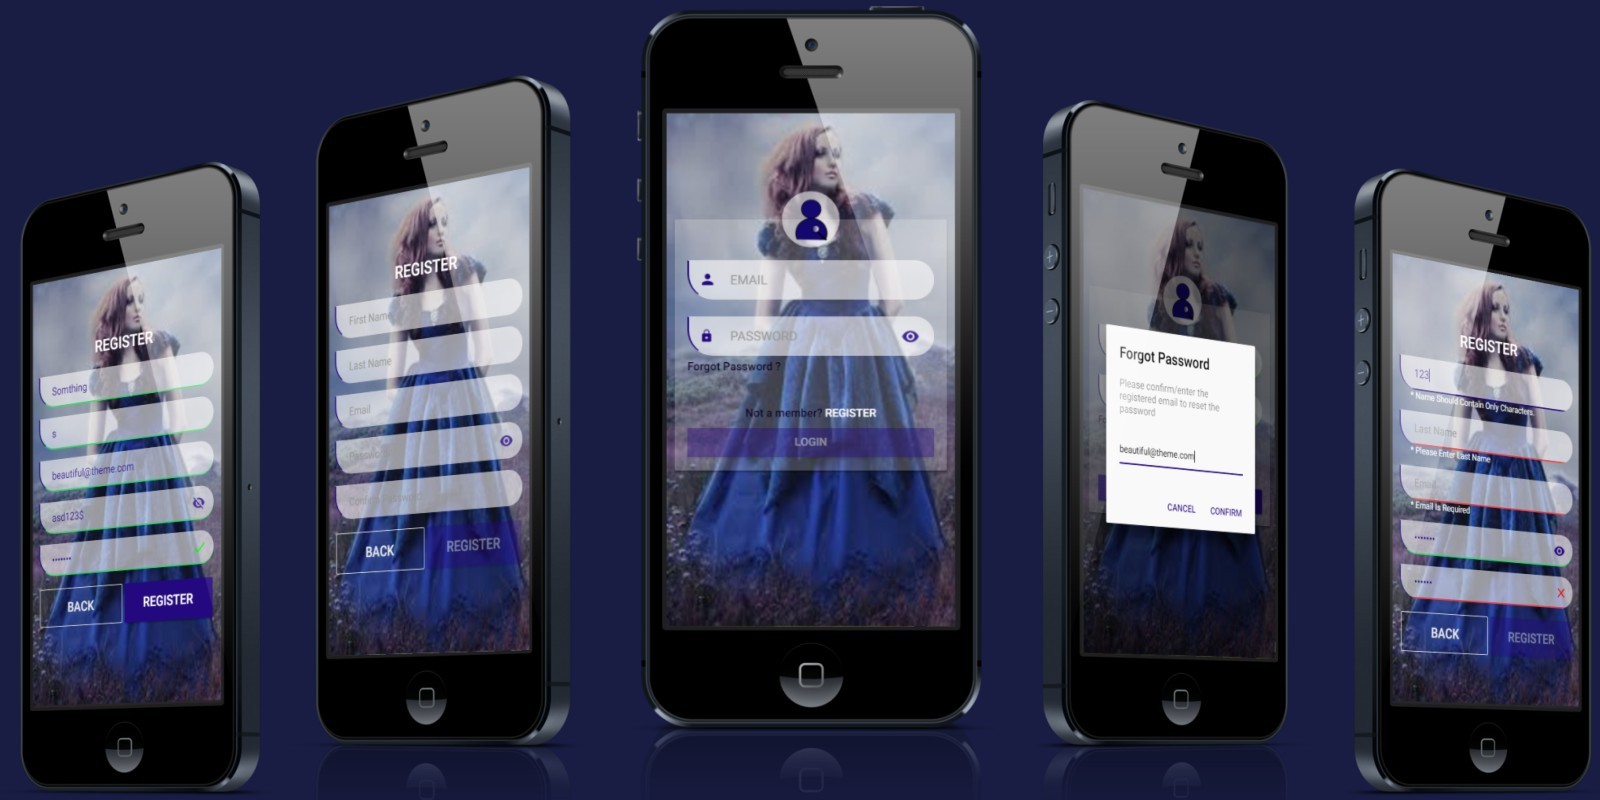 REGISTER
Somthing
s
beautiful@theme.com
asd123$
.......
BACK
REGISTER
REGISTER
First Name
Last Name
Email
BACK
REGISTER
EMAIL
PASSWORD
Forgot Password ?
Not a member? REGISTER
LOGIN
Forgot Password
Please confirm/enter the
registered email to reset the
password
beautiful@theme.com
CANCEL CONFIRM
REGISTER
123
* Name Should Contain Only Characters.
Last Name
* Please Enter Last Name
Email
* Email Is Required
.......
......
BACK
REGISTER